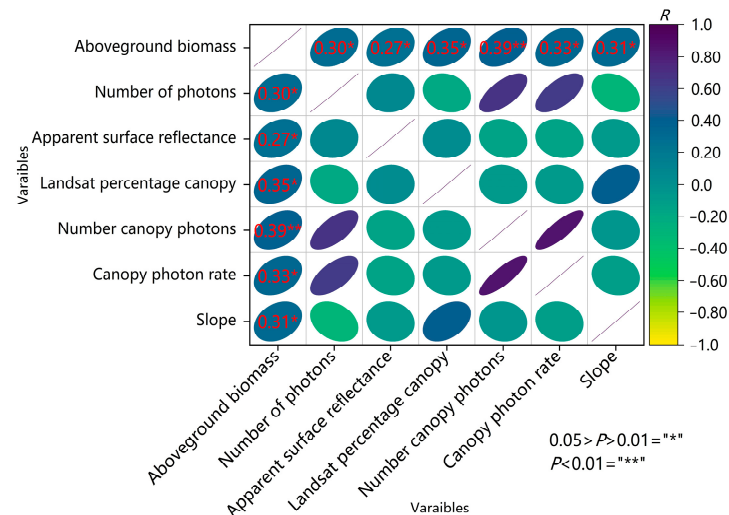 R
Aboveground biomass 0.30* 0.27* 0.35* 0.39** 0.33* 0.31* 1.0
Number of photons 0.30* 0.80
Apparent surface reflectance 0.27* 0.60
Landsat percentage canopy 0.35* 0.40
Number canopy photons 0.39** 0.20
Canopy photon rate 0.33* 0.0
Slope 0.31* −0.20
−0.40
−0.60
−0.80
−1.0
Varaibles
Aboveground biomass
Number of photons
Apparent surface reflectance
Landsat percentage canopy
Number canopy photons
Canopy photon rate
Slope
0.05>P>0.01="*"
P<0.01="**"
Varaibles